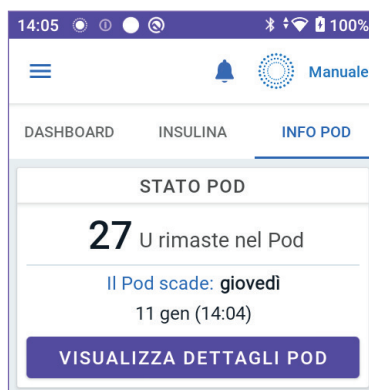 14:05 100%
Manuale
DASHBOARD INSULINA INFO POD
STATO POD
27 U rimaste nel Pod
Il Pod scade: giovedì
11 gen (14:04)
VISUALIZZA DETTAGLI POD